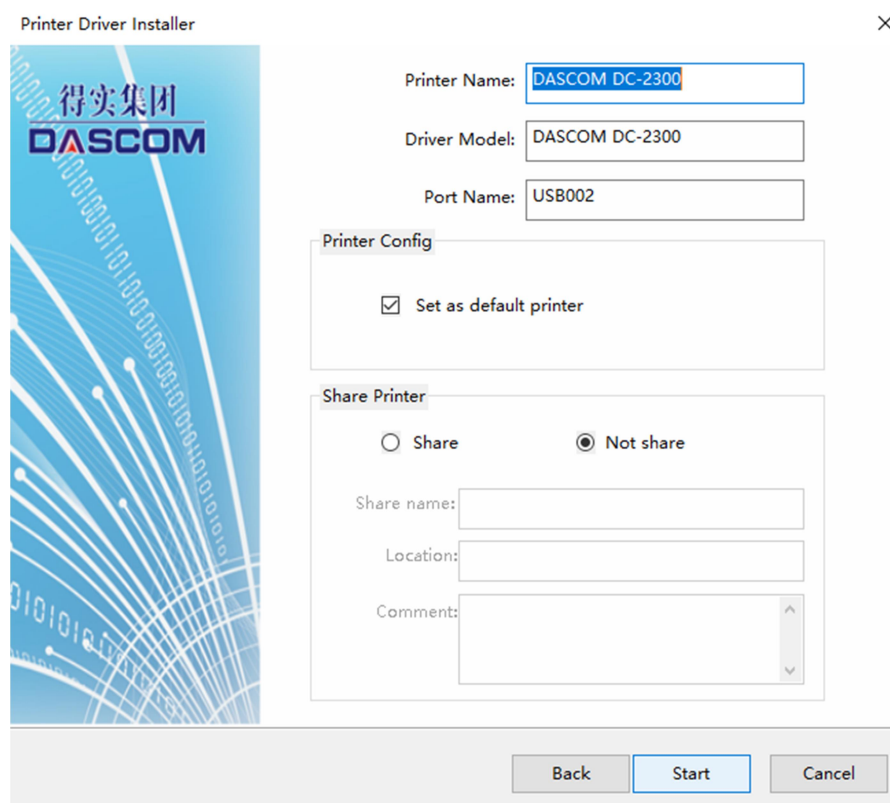 Printer Driver Installer
得实集团
DASCOM
Printer Name: DASCOM DC-2300
Driver Model: DASCOM DC-2300
Port Name: USB002
Printer Config
Set as default printer
Share Printer
Share Not share
Share name:
Location:
Comment:
Back Start Cancel